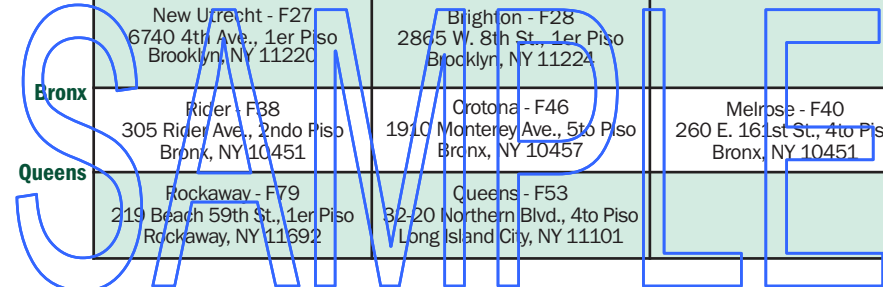 New Utrecht - F27
6740 4th Ave., 1er Piso
Brooklyn, NY 11220
Brighton - F28
2865 W. 8th St., 1er Piso
Brooklyn, NY 11224
Bronx
Rider - F38
305 Rider Ave., 2ndo Piso
Bronx, NY 10451
Crotona - F46
1910 Monterey Ave., 5to Piso
Bronx, NY 10457
Melrose - F40
260 E. 161st St., 4to Pis
Bronx, NY 10451
Queens
Rockaway - F79
219 Beach 59th St., 1er Piso
Rockaway, NY 11692
Queens - F53
32-20 Northern Blvd., 4to Piso
Long Island City, NY 11101
SAMPLE